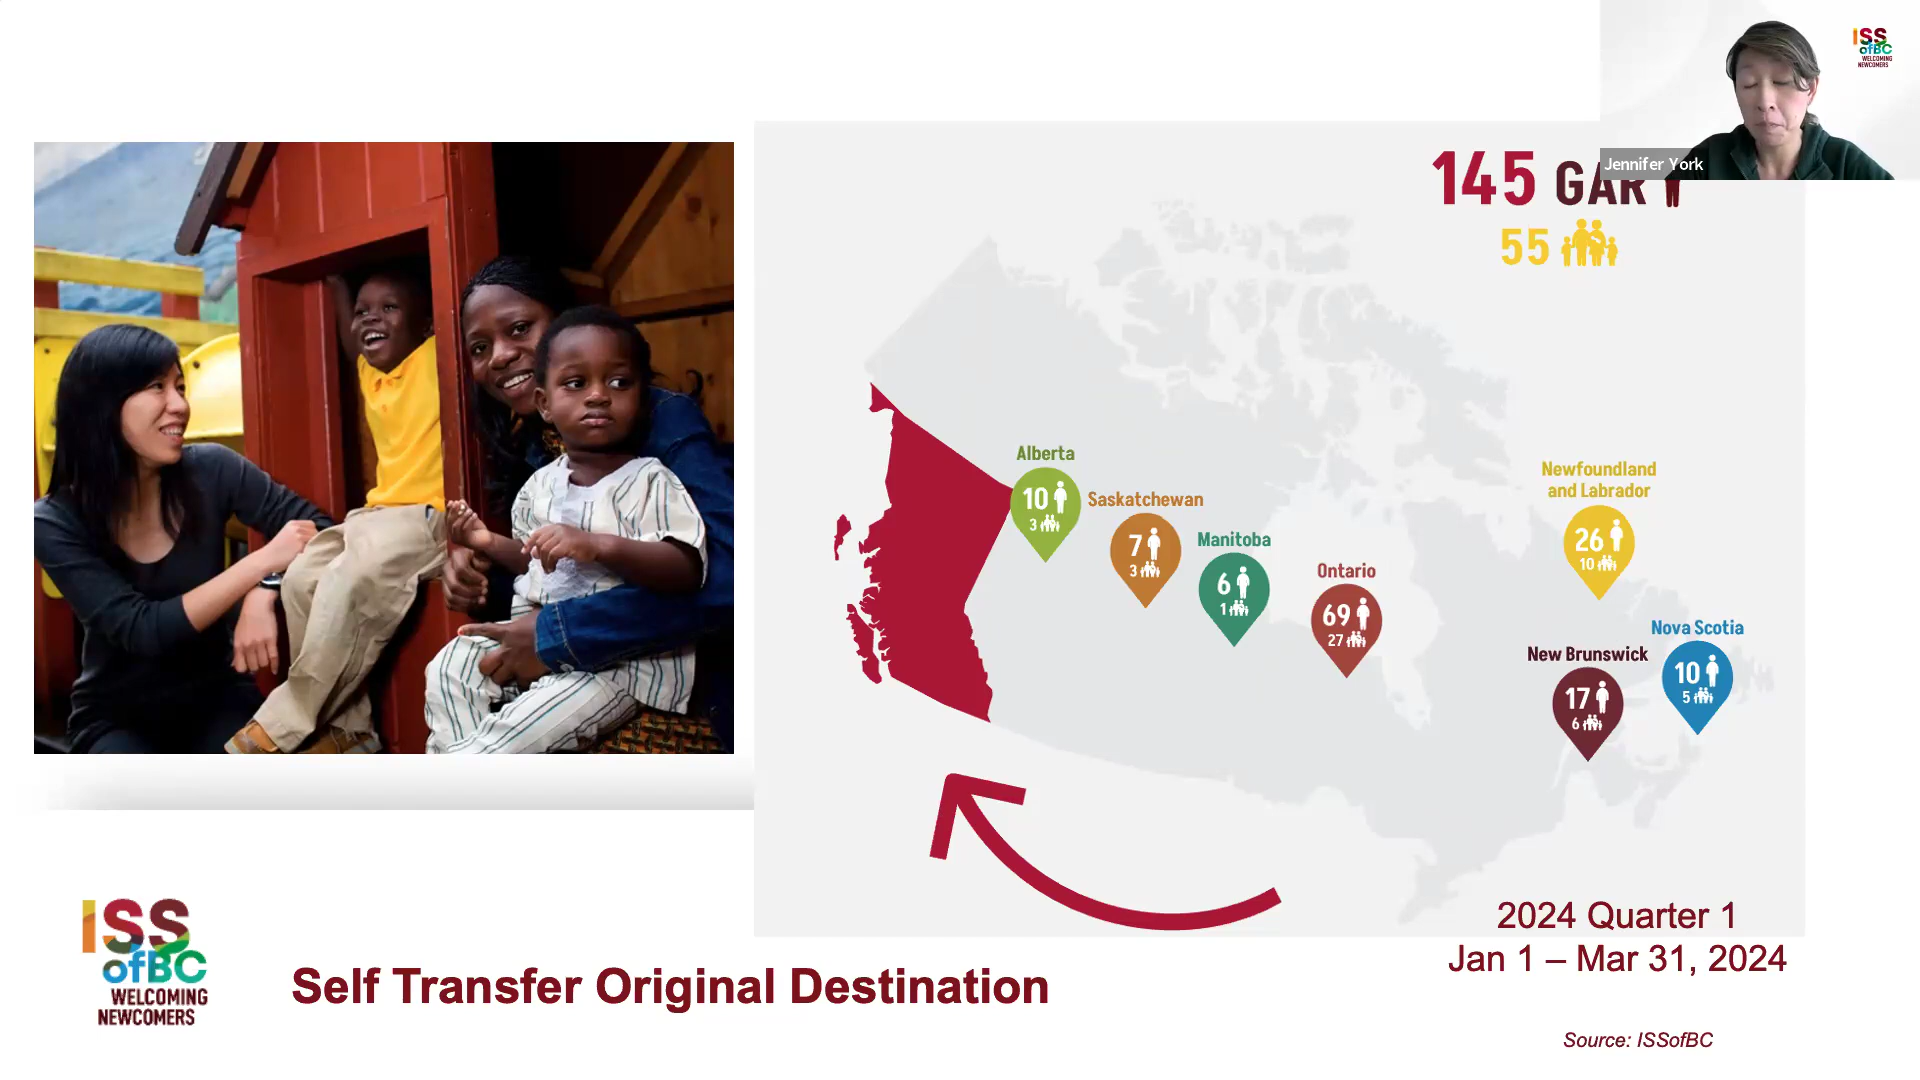 ISS
ofBC
WELCOMING
NEWCOMERS
Jennifer York
145 GAR
55
Alberta
10
3
Saskatchewan
7
3
Manitoba
6
1
Ontario
69
27
Newfoundland
and Labrador
26
10
New Brunswick
17
6
Nova Scotia
10
5
2024 Quarter 1
Jan 1 – Mar 31, 2024
ISS
ofBC
WELCOMING
NEWCOMERS
Self Transfer Original Destination
Source: ISSofBC